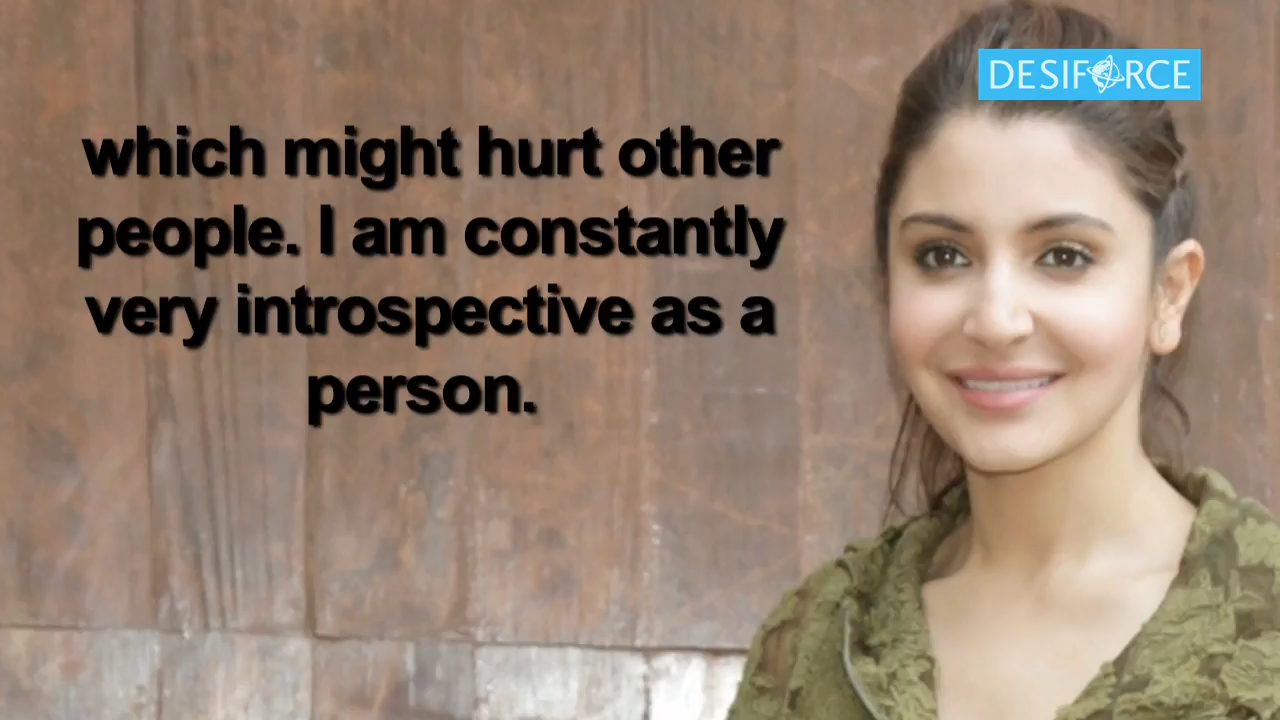 DESIFORCE
which might hurt other
people. I am constantly
very introspective as a
person.